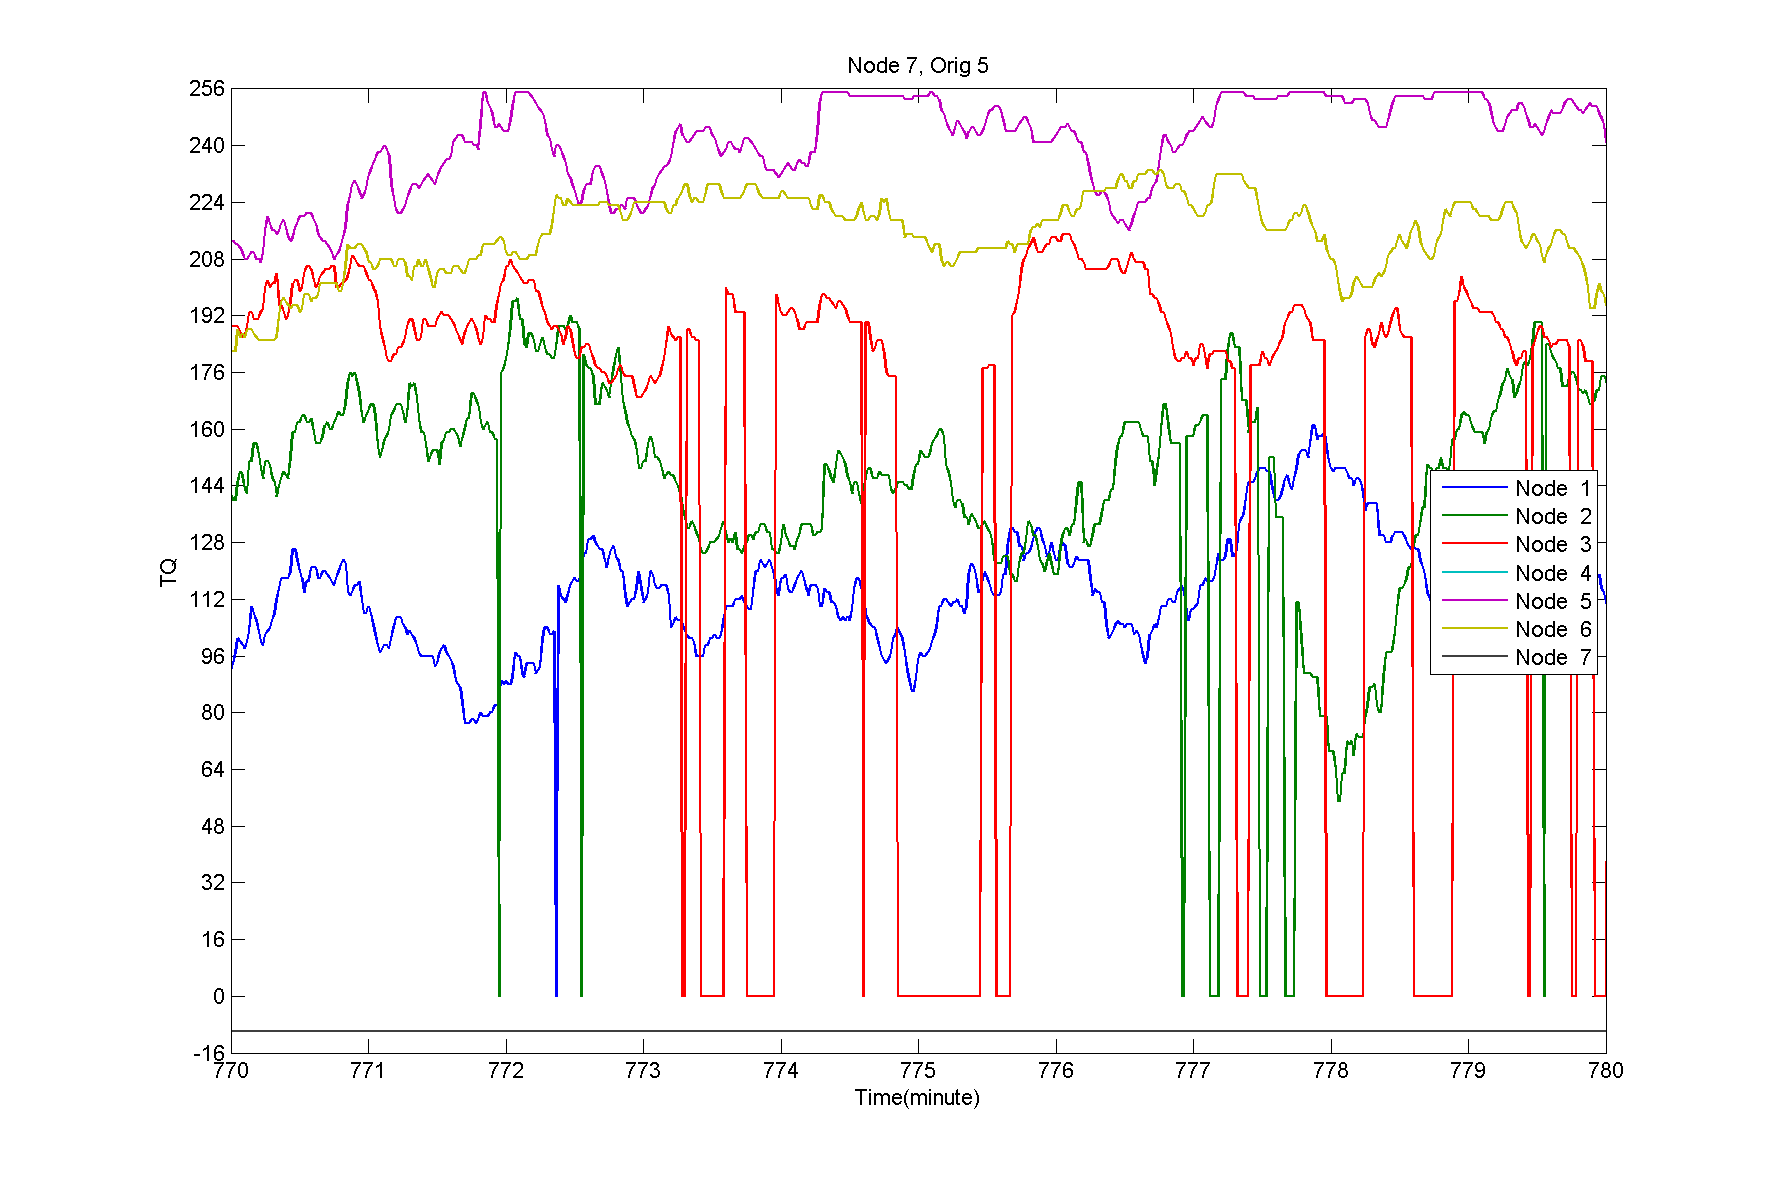 Node 7, Orig 5
256
240
224
208
192
176
160
144
128
112
96
80
64
48
32
16
0
-16
TQ
Node 1
Node 2
Node 3
Node 4
Node 5
Node 6
Node 7
770 771 772 773 774 775 776 777 778 779 780
Time(minute)